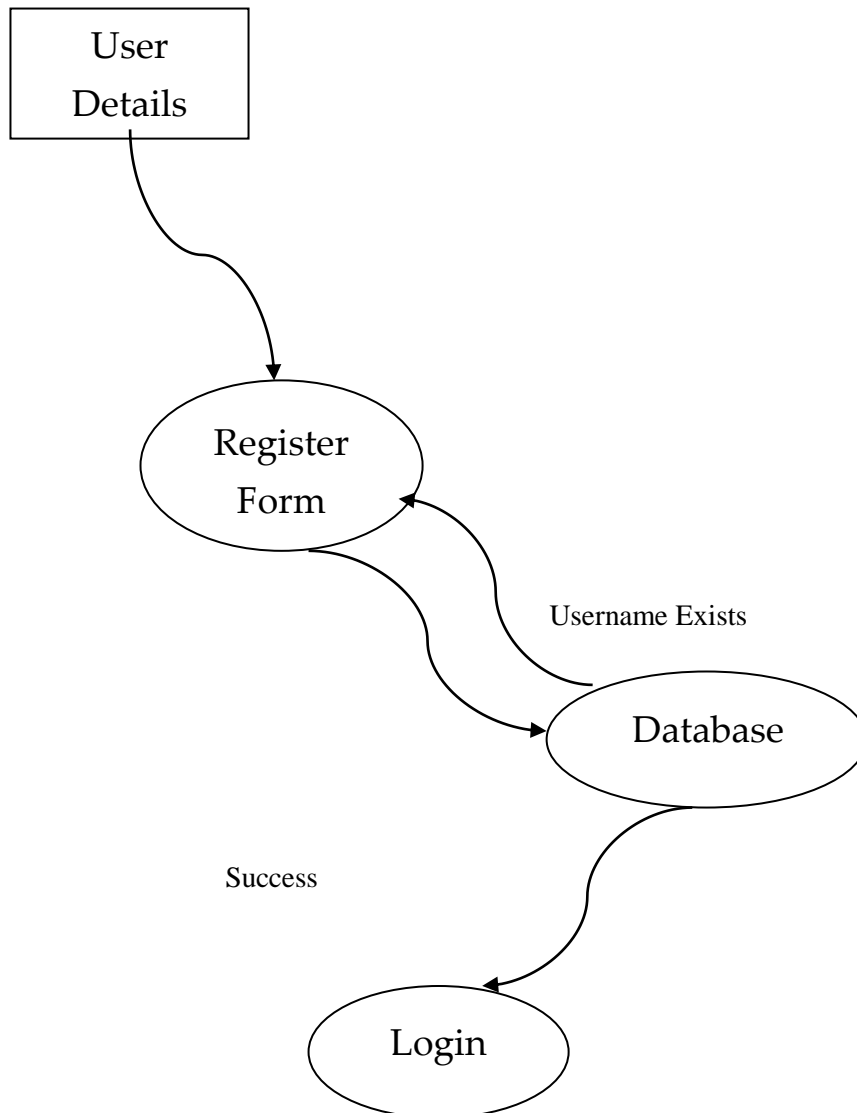 User
Details
Register
Form
Username Exists
Database
Success
Login